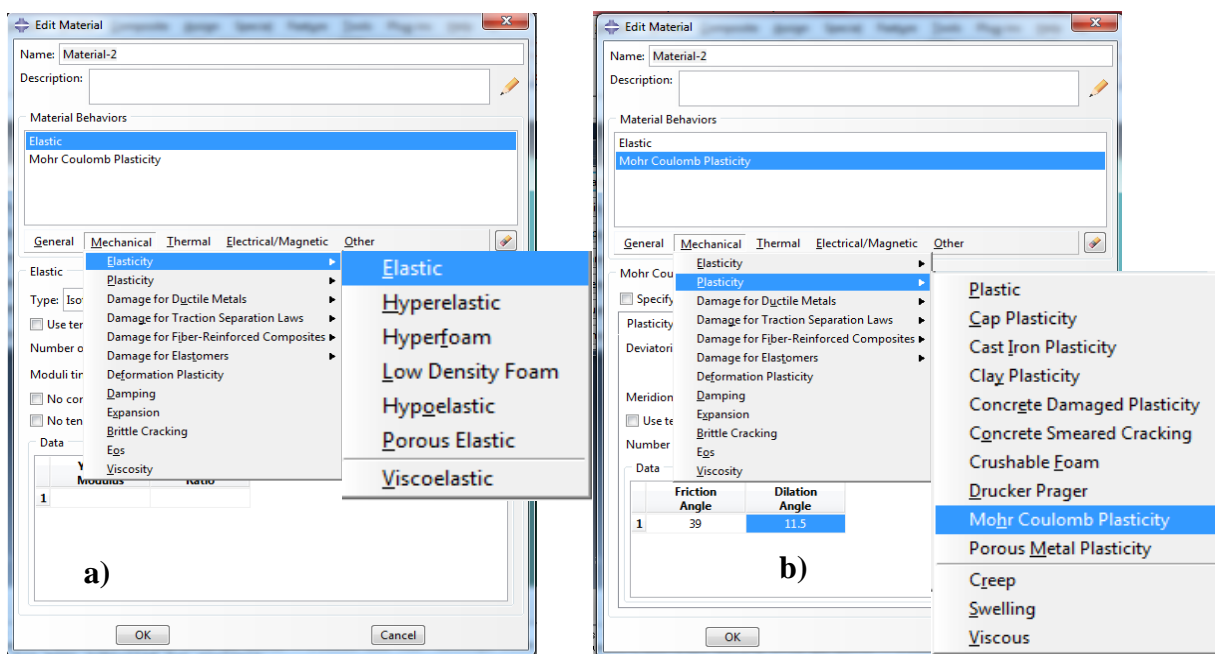 Edit Material
Name: Material-2
Description:
Material Behaviors
Elastic
Mohr Coulomb Plasticity
General Mechanical Thermal Electrical/Magnetic Other
Elasticity
Plasticity
Damage for Ductile Metals
Damage for Traction Separation Laws
Damage for Fiber-Reinforced Composites
Damage for Elastomers
Deformation Plasticity
Damping
Expansion
Brittle Cracking
Eos
Viscosity
Elastic
Hyperelastic
Hyperfoam
Low Density Foam
Hypoelastic
Porous Elastic
Viscoelastic
Elastic
Type: Iso
Use ter
Number o
Moduli tin
No con
No ten
Data
Modulus Ratio
1
a)
OK Cancel
Edit Material
Name: Material-2
Description:
Material Behaviors
Elastic
Mohr Coulomb Plasticity
General Mechanical Thermal Electrical/Magnetic Other
Elasticity
Plasticity
Damage for Ductile Metals
Damage for Traction Separation Laws
Damage for Fiber-Reinforced Composites
Damage for Elastomers
Deformation Plasticity
Damping
Expansion
Brittle Cracking
Eos
Viscosity
Plastic
Cap Plasticity
Cast Iron Plasticity
Clay Plasticity
Concrete Damaged Plasticity
Concrete Smeared Cracking
Crushable Foam
Drucker Prager
Mohr Coulomb Plasticity
Porous Metal Plasticity
Creep
Swelling
Viscous
Mohr Cou
Specify
Plasticity
Deviatori
Meridion
Use te
Number
Data
Friction Dilation
Angle Angle
1 39 11.5
b)
OK